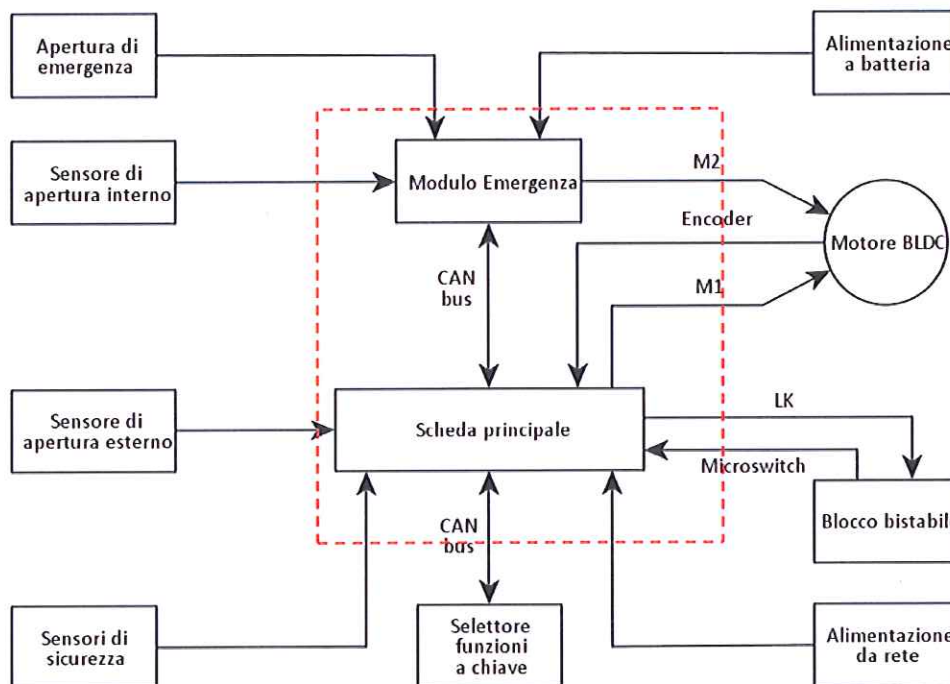 Apertura di
emergenza
Alimentazione
a batteria
Sensore di
apertura interno
Modulo Emergenza
M2
Encoder
Motore BLDC
CAN
bus
M1
Sensore di
apertura esterno
Scheda principale
LK
Microswitch
Blocco bistabil
CAN
bus
Sensori di
sicurezza
Selettore
funzioni
a chiave
Alimentazione
da rete